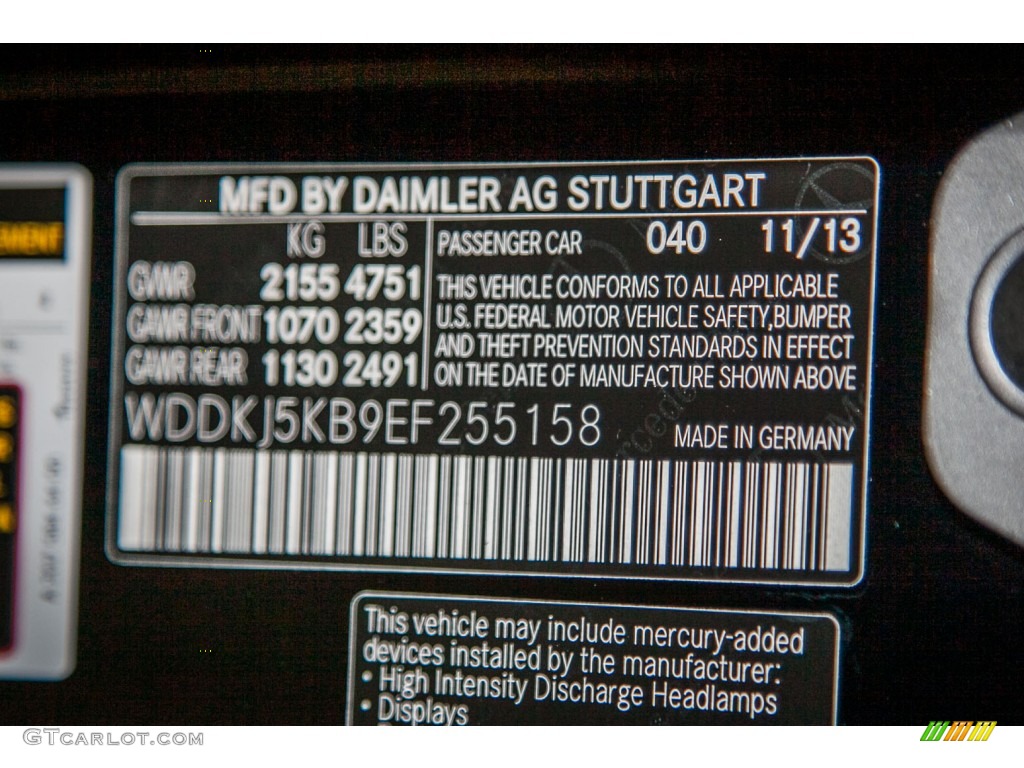 MFD BY DAIMLER AG STUTTGART
KG LBS
GVWR 2155 4751
GAWR FRONT 1070 2359
GAWR REAR 1130 2491
PASSENGER CAR 040 11/13
THIS VEHICLE CONFORMS TO ALL APPLICABLE
U.S. FEDERAL MOTOR VEHICLE SAFETY,BUMPER
AND THEFT PREVENTION STANDARDS IN EFFECT
ON THE DATE OF MANUFACTURE SHOWN ABOVE
WDDKJ5KB9EF255158
MADE IN GERMANY
This vehicle may include mercury-added
devices installed by the manufacturer:
• High Intensity Discharge Headlamps
• Displays
GTCARLOT.COM